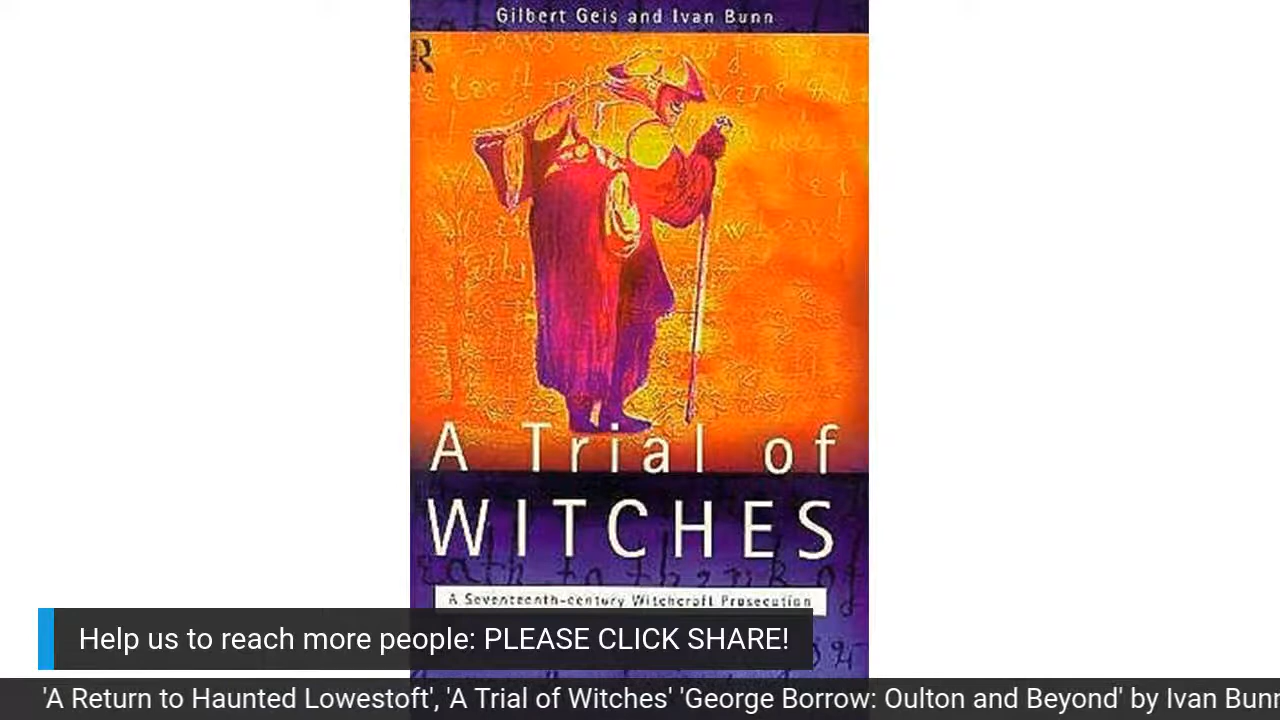 Gilbert Geis and Ivan Bunn
R
A Trial of
WITCHES
A Seventeenth-century Witchcraft Prosecution
Help us to reach more people: PLEASE CLICK SHARE!
'A Return to Haunted Lowestoft', 'A Trial of Witches' 'George Borrow: Oulton and Beyond' by Ivan Bunn